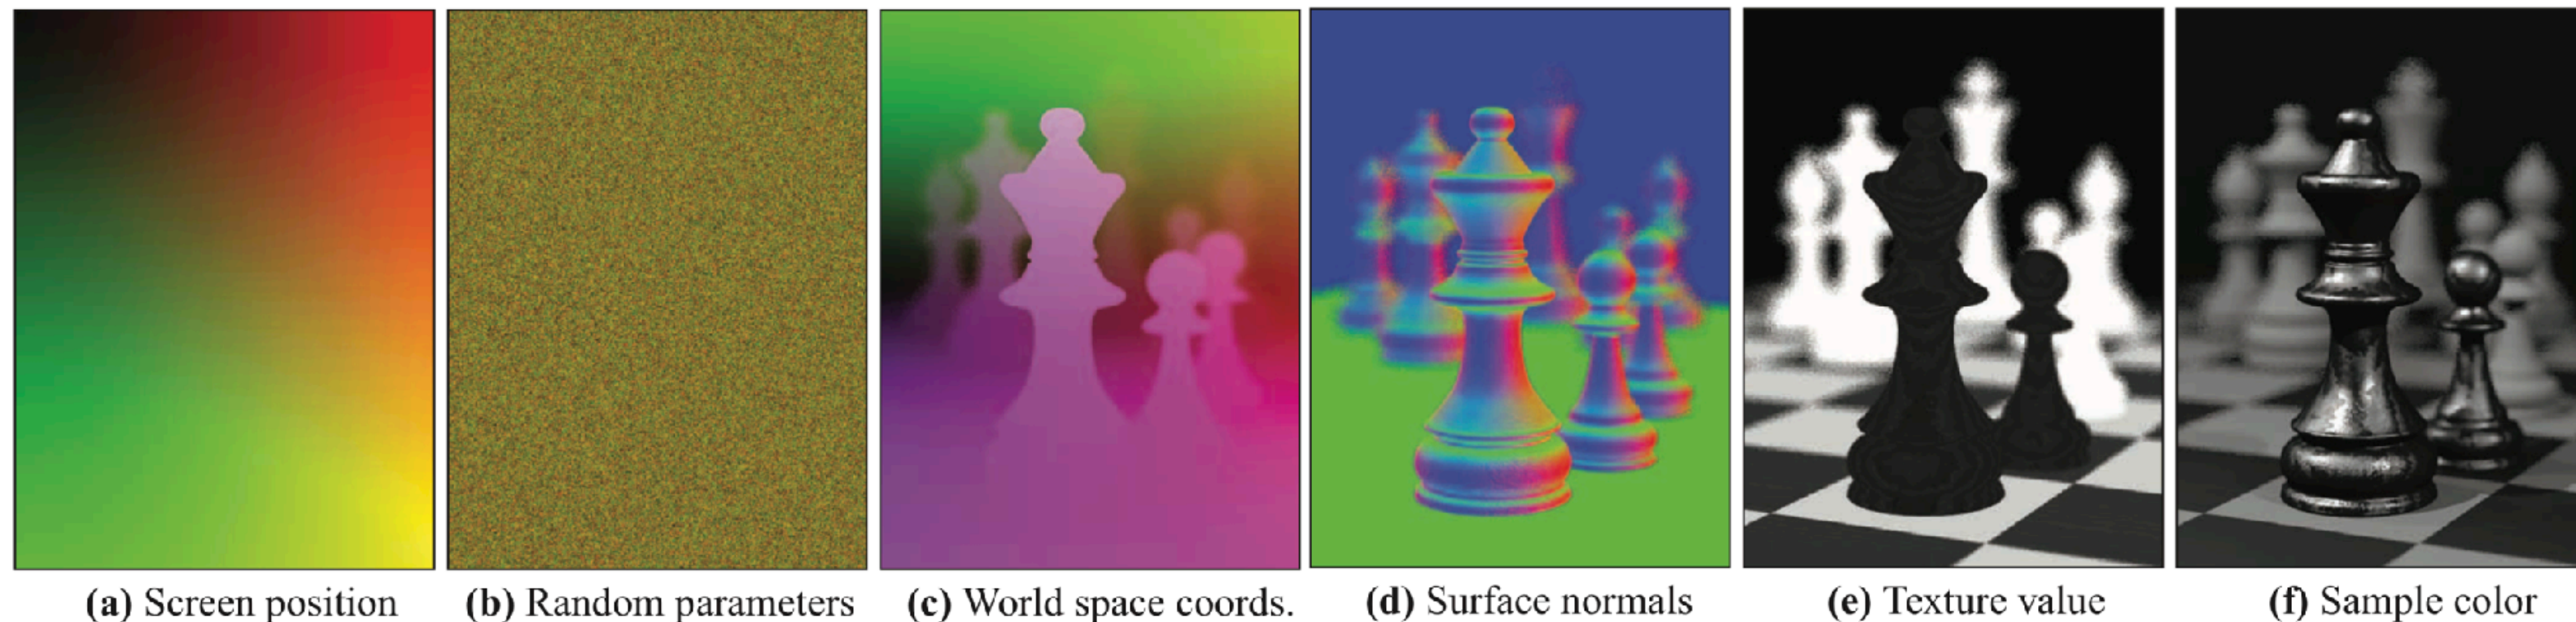 (a) Screen position
(b) Random parameters
(c) World space coords.
(d) Surface normals
(e) Texture value
(f) Sample color